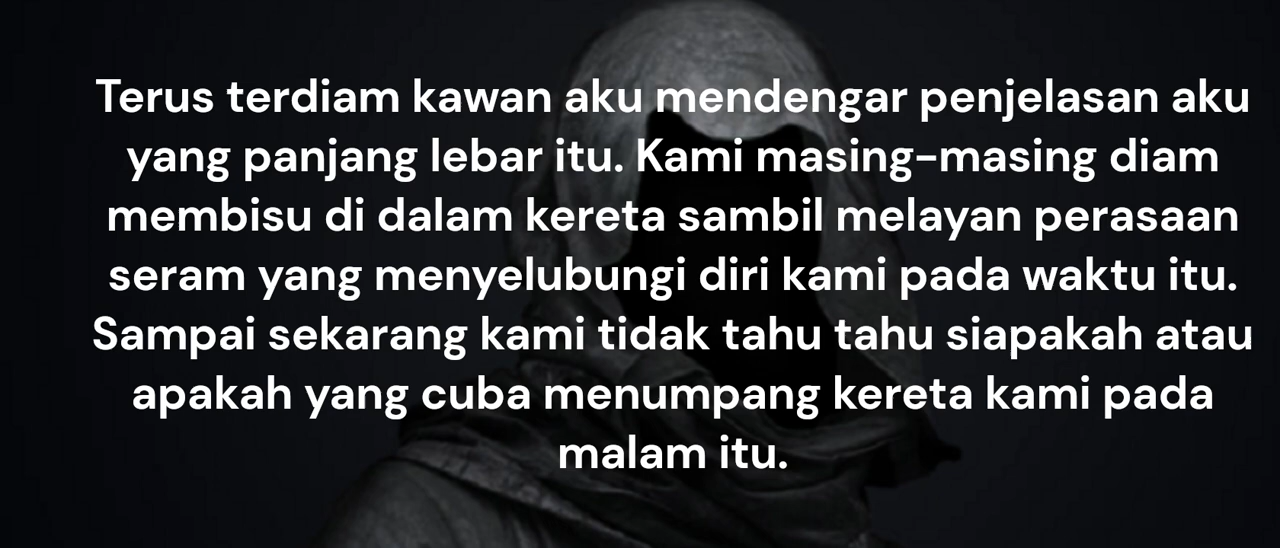 Terus terdiam kawan aku mendengar penjelasan aku
yang panjang lebar itu. Kami masing-masing diam
membisu di dalam kereta sambil melayan perasaan
seram yang menyelubungi diri kami pada waktu itu.
Sampai sekarang kami tidak tahu tahu siapakah atau
apakah yang cuba menumpang kereta kami pada
malam itu.